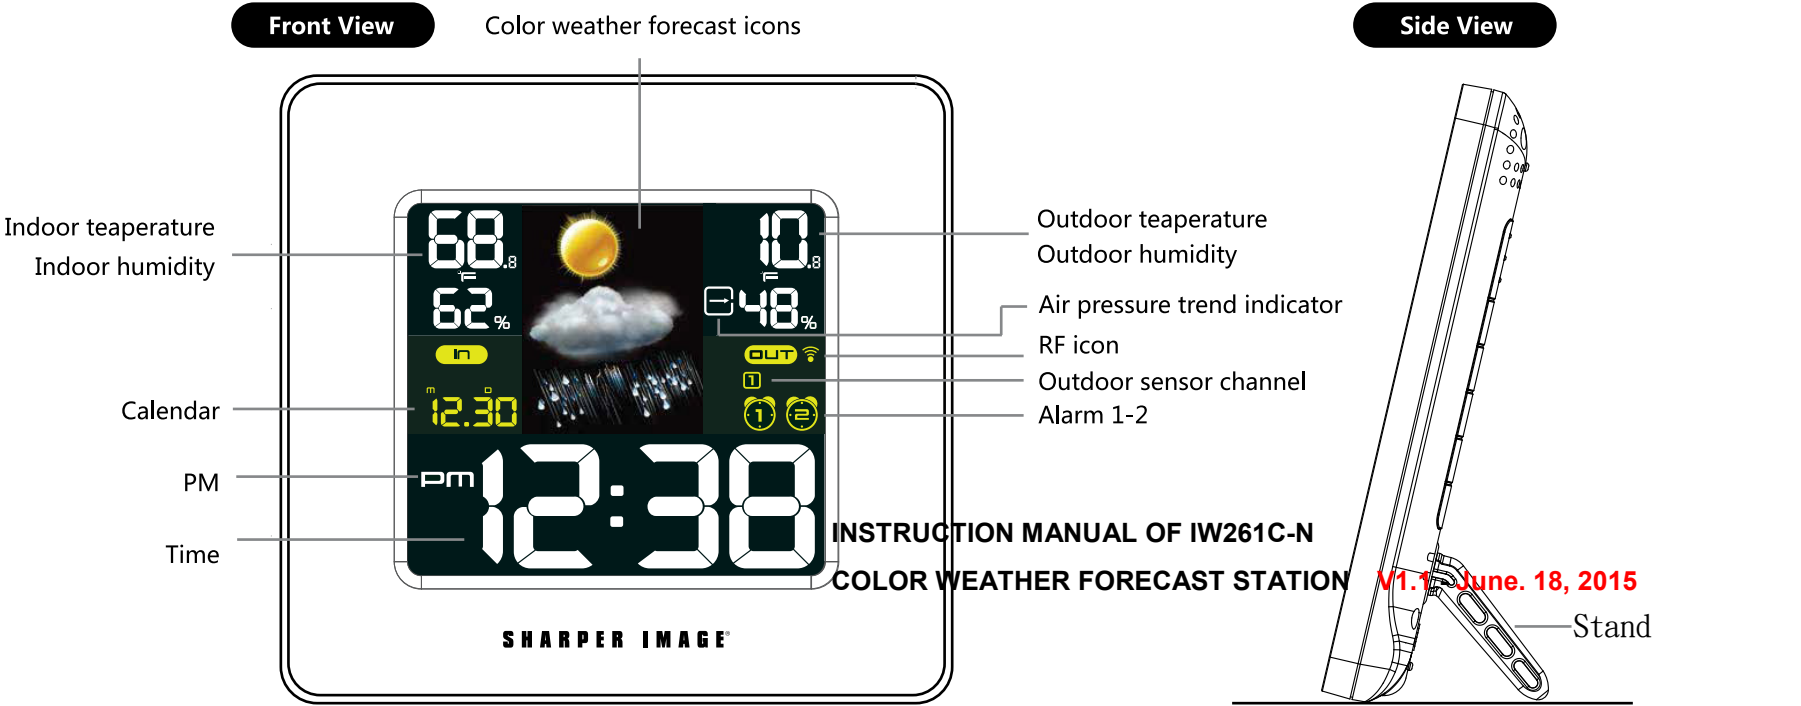 Front View
Color weather forecast icons
Side View
Indoor teaperature
Indoor humidity
Calendar
PM
Time
68.8
°F
62%
In
M D
12.30
pm 12:38
10.8
°F
48%
OUT
1
1 2
Outdoor teaperature
Outdoor humidity
Air pressure trend indicator
RF icon
Outdoor sensor channel
Alarm 1-2
INSTRUCTION MANUAL OF IW261C-N
COLOR WEATHER FORECAST STATION V1.1 June. 18, 2015
Stand
SHARPER IMAGE®